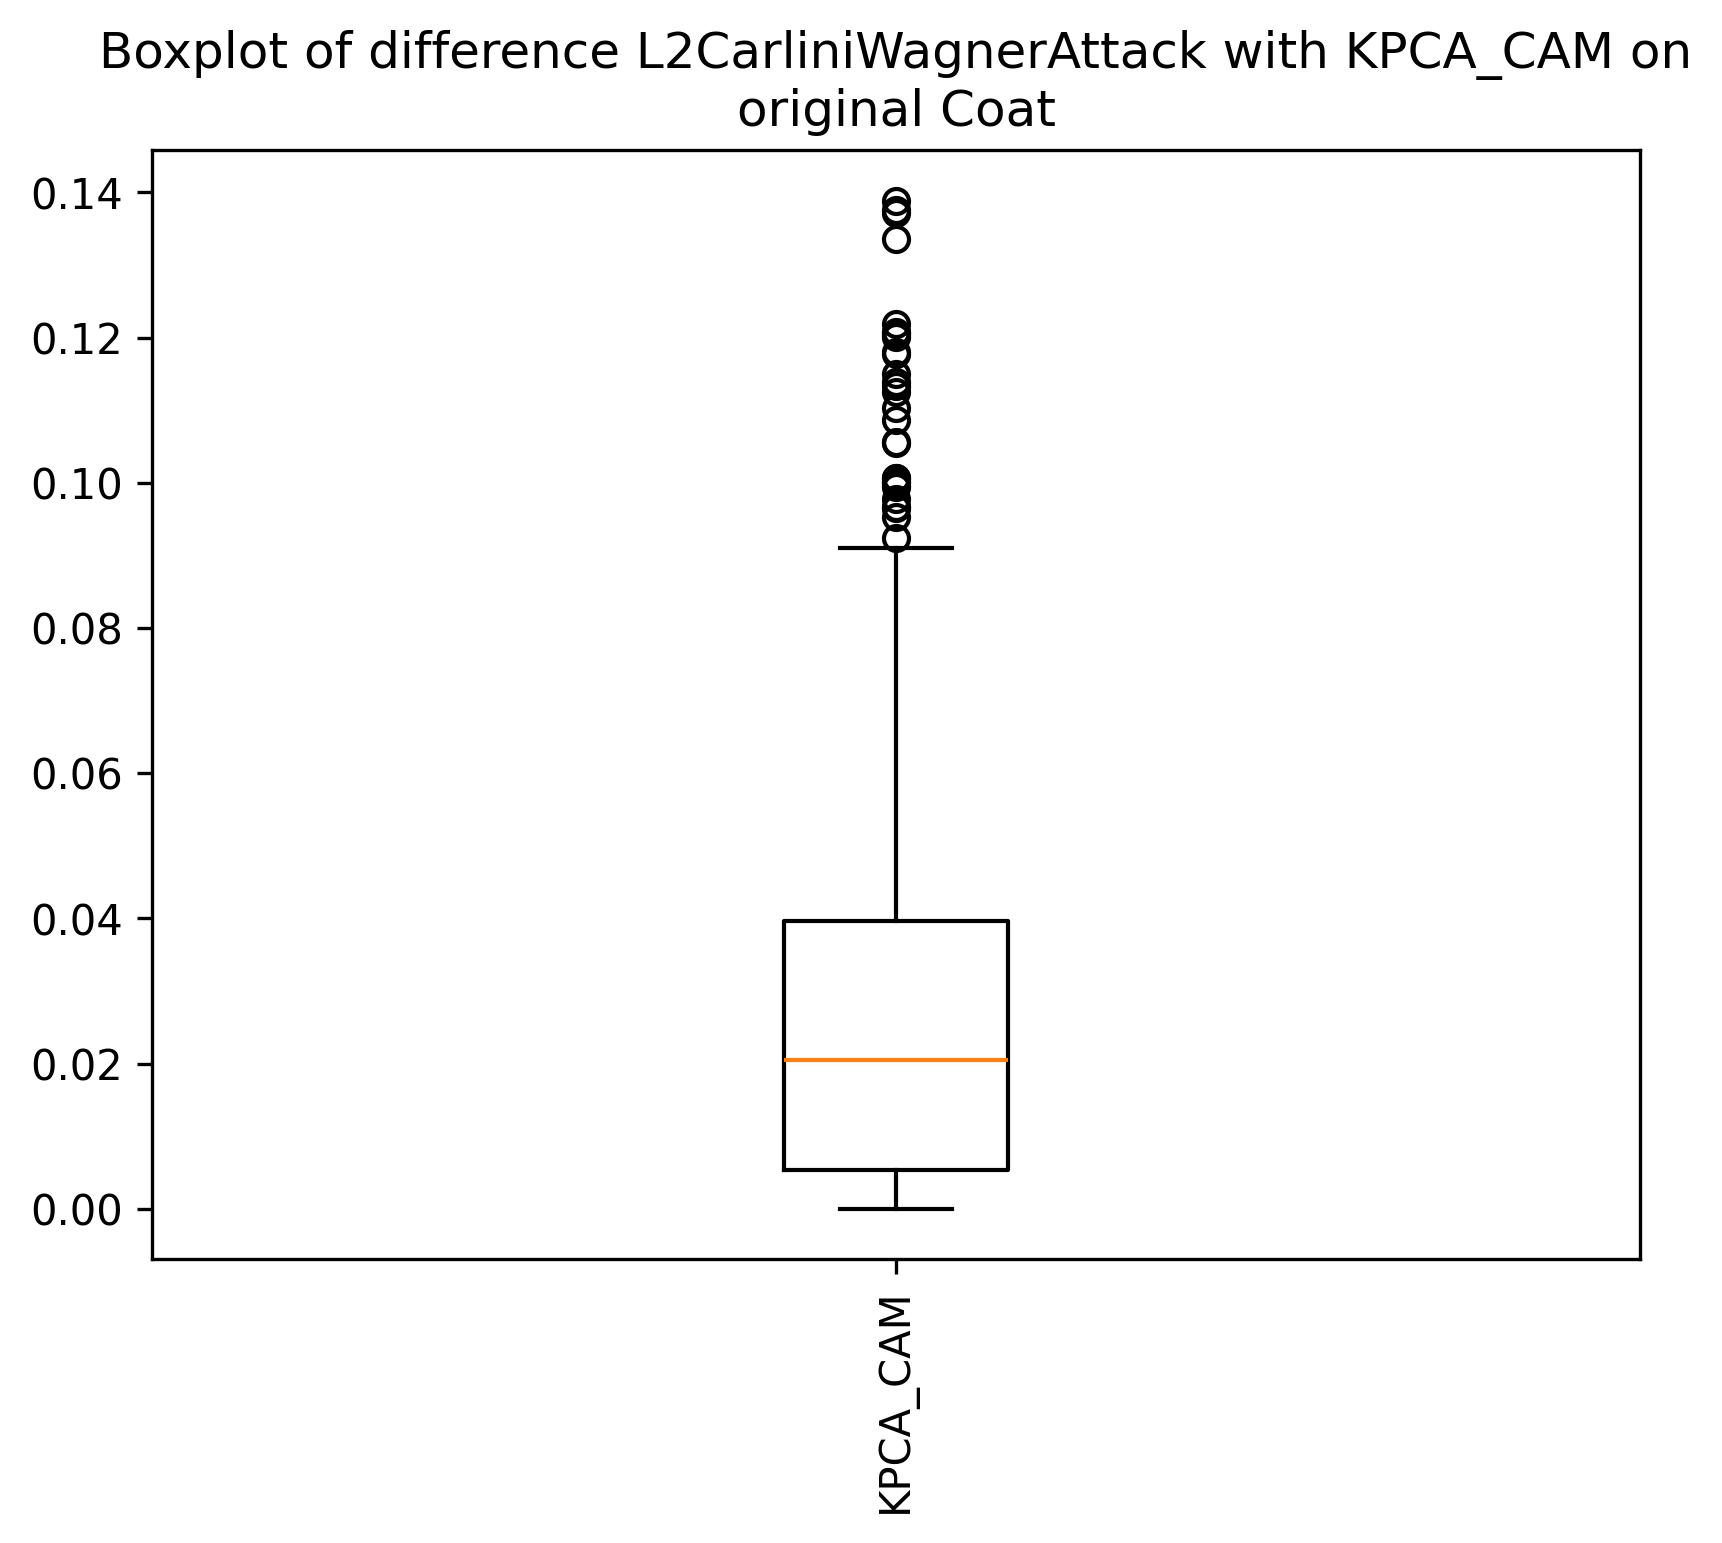 Boxplot of difference L2CarliniWagnerAttack with KPCA_CAM on
original Coat
0.14
0.12
0.10
0.08
0.06
0.04
0.02
0.00
KPCA_CAM